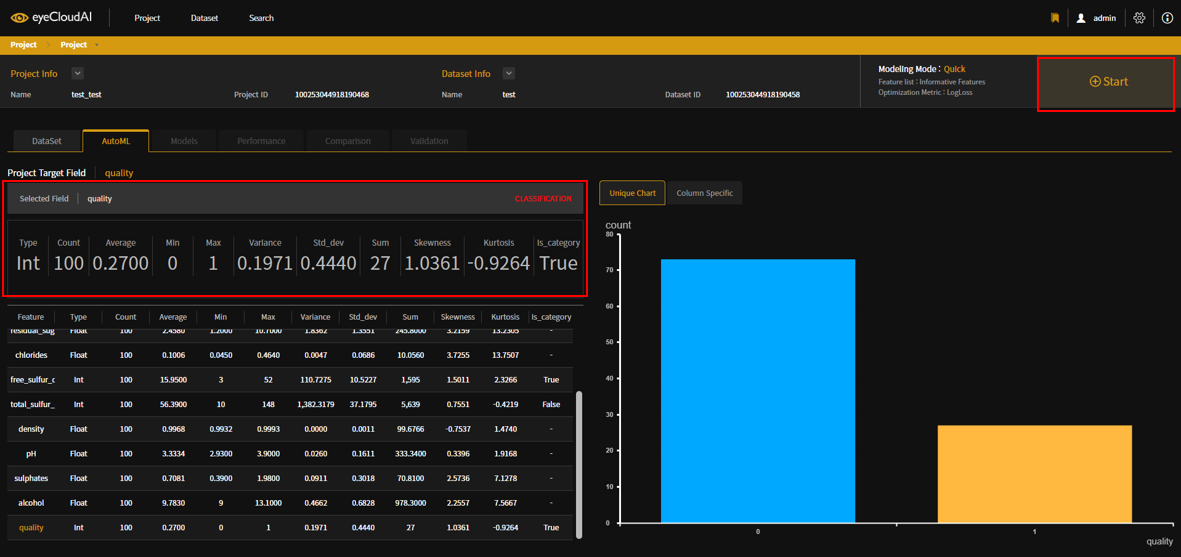 eyeCloudAI Project Dataset Search admin
Project > Project
Project Info Dataset Info Modeling Mode : Quick
Feature list : Informative Features
Optimization Metric : LogLoss
Start
Name test_test Project ID 100253044918190468 Name test Dataset ID 100253044918190458
DataSet AutoML Models Performance Comparison Validation
Project Target Field quality
Selected Field quality CLASSIFICATION
Type Count Average Min Max Variance Std_dev Sum Skewness Kurtosis Is_category
Int 100 0.2700 0 1 0.1971 0.4440 27 1.0361 -0.9264 True
Feature Type Count Average Min Max Variance Std_dev Sum Skewness Kurtosis Is_category
residual_sug Float 100 2.4580 1.2000 10.7000 1.8362 1.3551 245.8000 3.2159 13.2305 -
chlorides Float 100 0.1006 0.0450 0.4640 0.0047 0.0686 10.0560 3.7255 13.7507 -
free_sulfur_c Int 100 15.9500 3 52 110.7275 10.5227 1,595 1.5011 2.3266 True
total_sulfur_ Int 100 56.3900 10 148 1,382.3179 37.1795 5,639 0.7551 -0.4219 False
density Float 100 0.9968 0.9932 0.9993 0.0000 0.0011 99.6766 -0.7537 1.4740 -
pH Float 100 3.3334 2.9300 3.9000 0.0260 0.1611 333.3400 0.3396 1.9168 -
sulphates Float 100 0.7081 0.3900 1.9800 0.0911 0.3018 70.8100 2.5736 7.1278 -
alcohol Float 100 9.7830 9 13.1000 0.4662 0.6828 978.3000 2.2557 7.5667 -
quality Int 100 0.2700 0 1 0.1971 0.4440 27 1.0361 -0.9264 True
Unique Chart Column Specific
count
80
70
60
50
40
30
20
10
0
0 1
quality